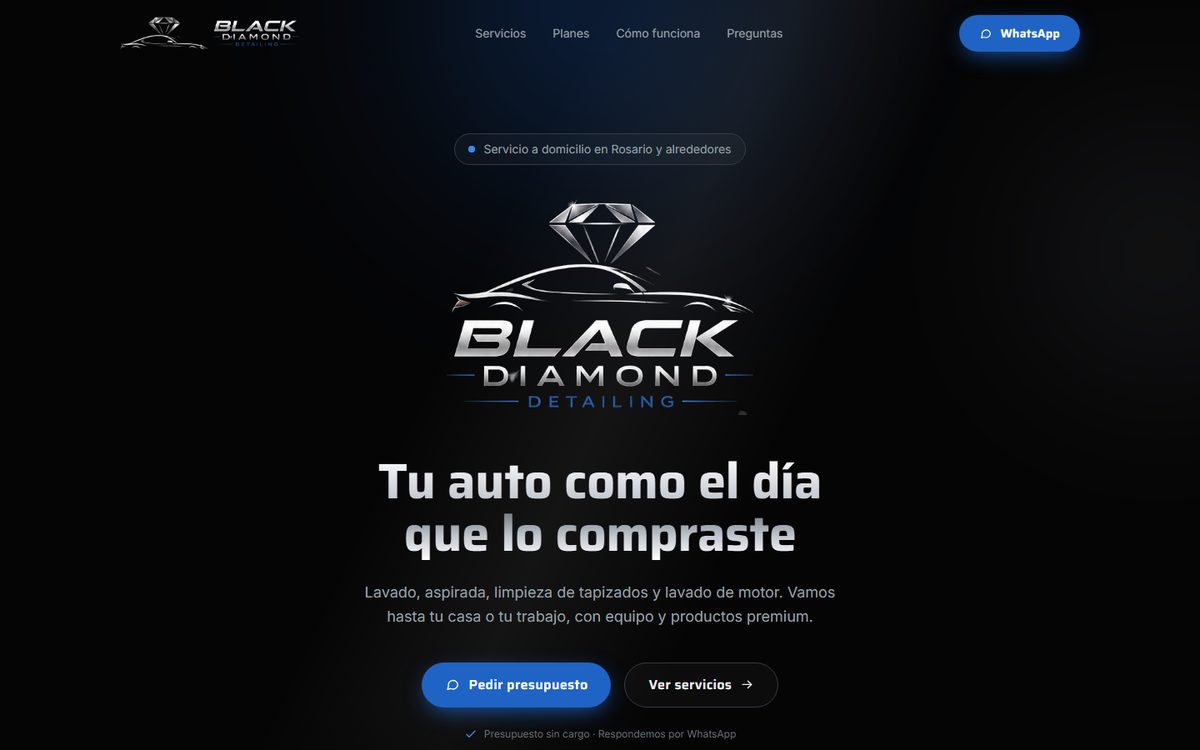 BLACK
DIAMOND
DETAILING
Servicios
Planes
Cómo funciona
Preguntas
WhatsApp
Servicio a domicilio en Rosario y alrededores
BLACK
DIAMOND
DETAILING
Tu auto como el día
que lo compraste
Lavado, aspirada, limpieza de tapizados y lavado de motor. Vamos
hasta tu casa o tu trabajo, con equipo y productos premium.
Pedir presupuesto
Ver servicios
Presupuesto sin cargo · Respondemos por WhatsApp